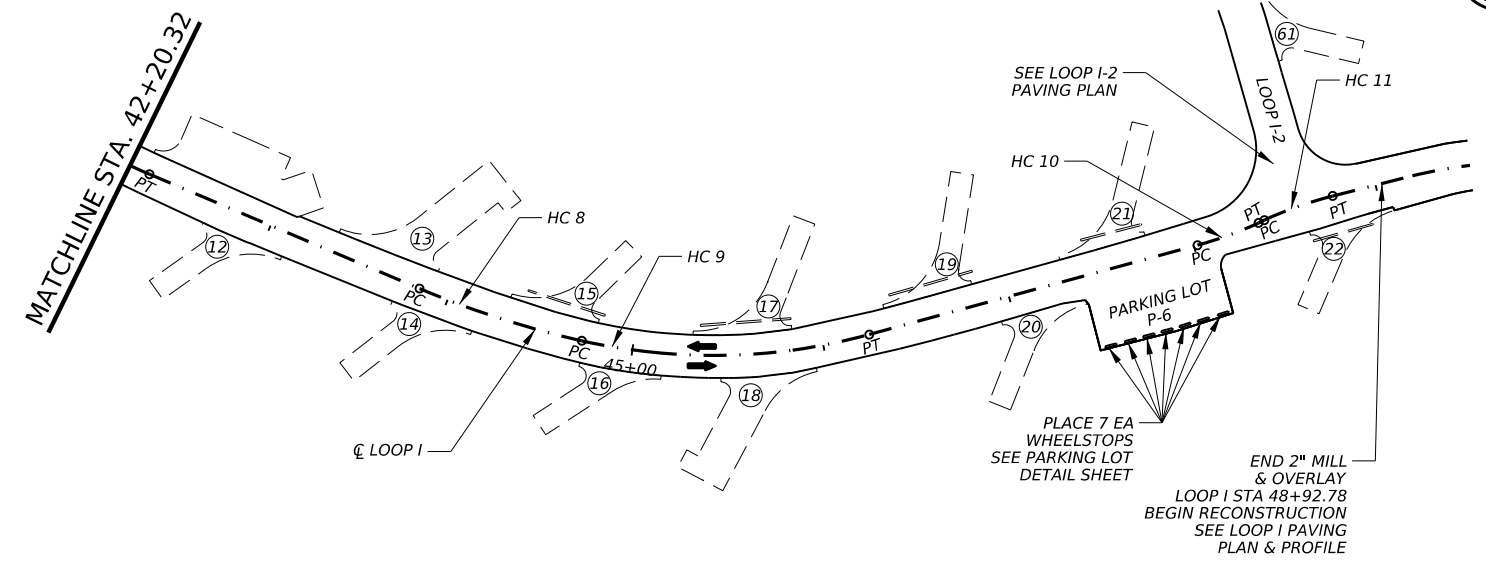 MATCHLINE STA. 42+20.32
PT
12
13
PC
14
HC 8
15
PC
HC 9
16
45+00
17
18
℄ LOOP I
PT
19
20
21
HC 10
PC
PT
PC
HC 11
PT
SEE LOOP I-2
PAVING PLAN
LOOP I-2
61
22
PARKING LOT
P-6
PLACE 7 EA
WHEELSTOPS
SEE PARKING LOT
DETAIL SHEET
END 2" MILL
& OVERLAY
LOOP I STA 48+92.78
BEGIN RECONSTRUCTION
SEE LOOP I PAVING
PLAN & PROFILE